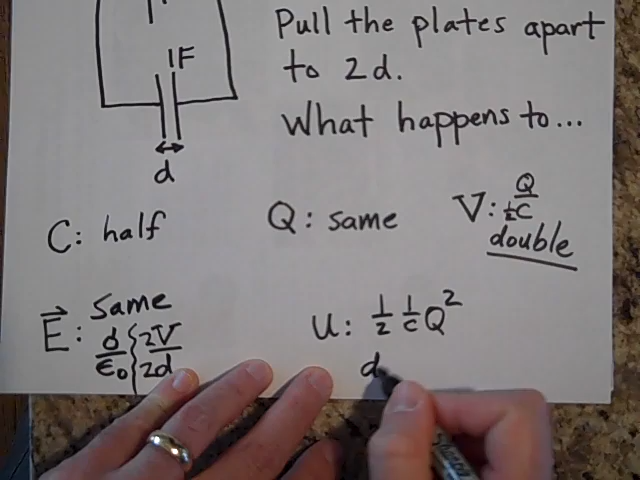 Pull the plates apart
to 2d.
What happens to...
1F
d
C: half
Q: same
V: Q/½C
double
E: same
σ/ε₀ 2V/2d
U: ½ 1/C Q²
d